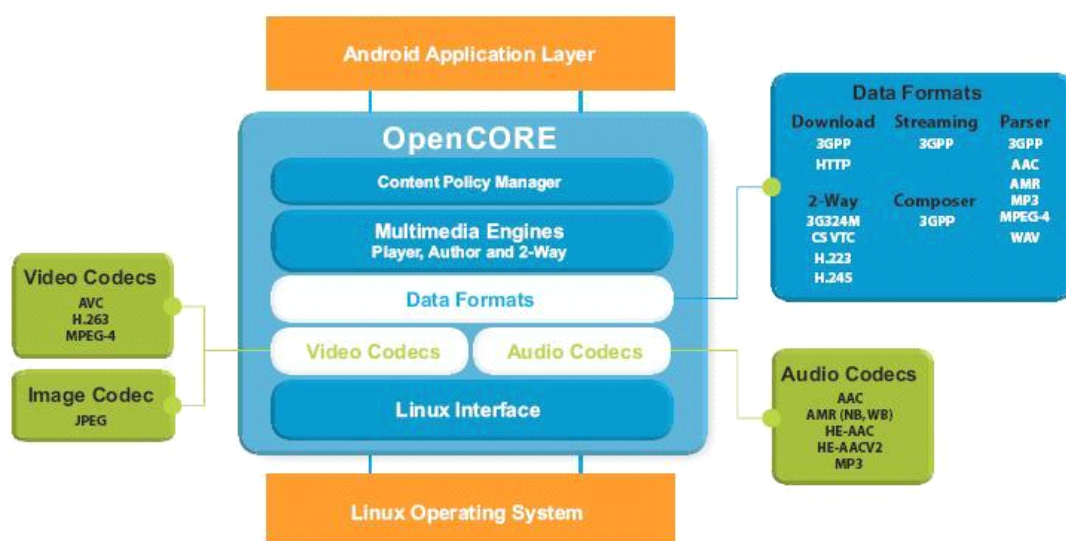 Android Application Layer
OpenCORE
Content Policy Manager
Multimedia Engines
Player, Author and 2-Way
Data Formats
Video Codecs
Audio Codecs
Linux Interface
Linux Operating System
Video Codecs
AVC
H.263
MPEG-4
Image Codec
JPEG
Data Formats
Download
3GPP
HTTP
Streaming
3GPP
Parser
3GPP
AAC
AMR
MP3
MPEG-4
WAV
2-Way
3G324M
CS VTC
H.223
H.245
Composer
3GPP
Audio Codecs
AAC
AMR (NB, WB)
HE-AAC
HE-AACV2
MP3